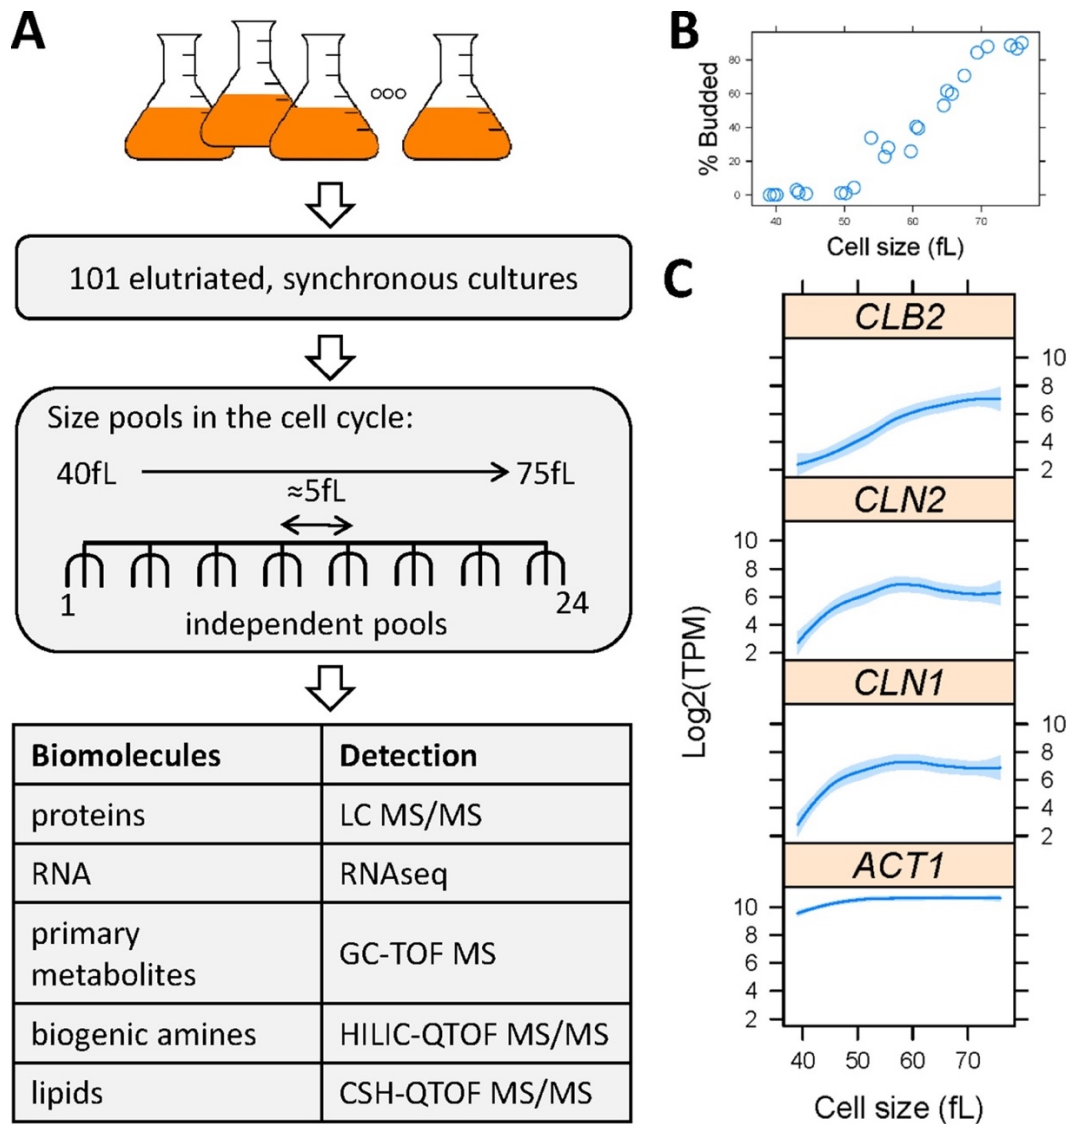 A
101 elutriated, synchronous cultures
Size pools in the cell cycle:
40fL
75fL
≈5fL
1
24
independent pools
Biomolecules Detection
proteins LC MS/MS
RNA RNAseq
primary
metabolites
GC-TOF MS
biogenic amines HILIC-QTOF MS/MS
lipids CSH-QTOF MS/MS
B
% Budded
80
60
40
20
0
40 50 60 70
Cell size (fL)
C
Log2(TPM)
CLB2
10
8
6
4
2
CLN2
10
8
6
4
2
CLN1
10
8
6
4
2
ACT1
10
8
6
4
2
40 50 60 70
Cell size (fL)